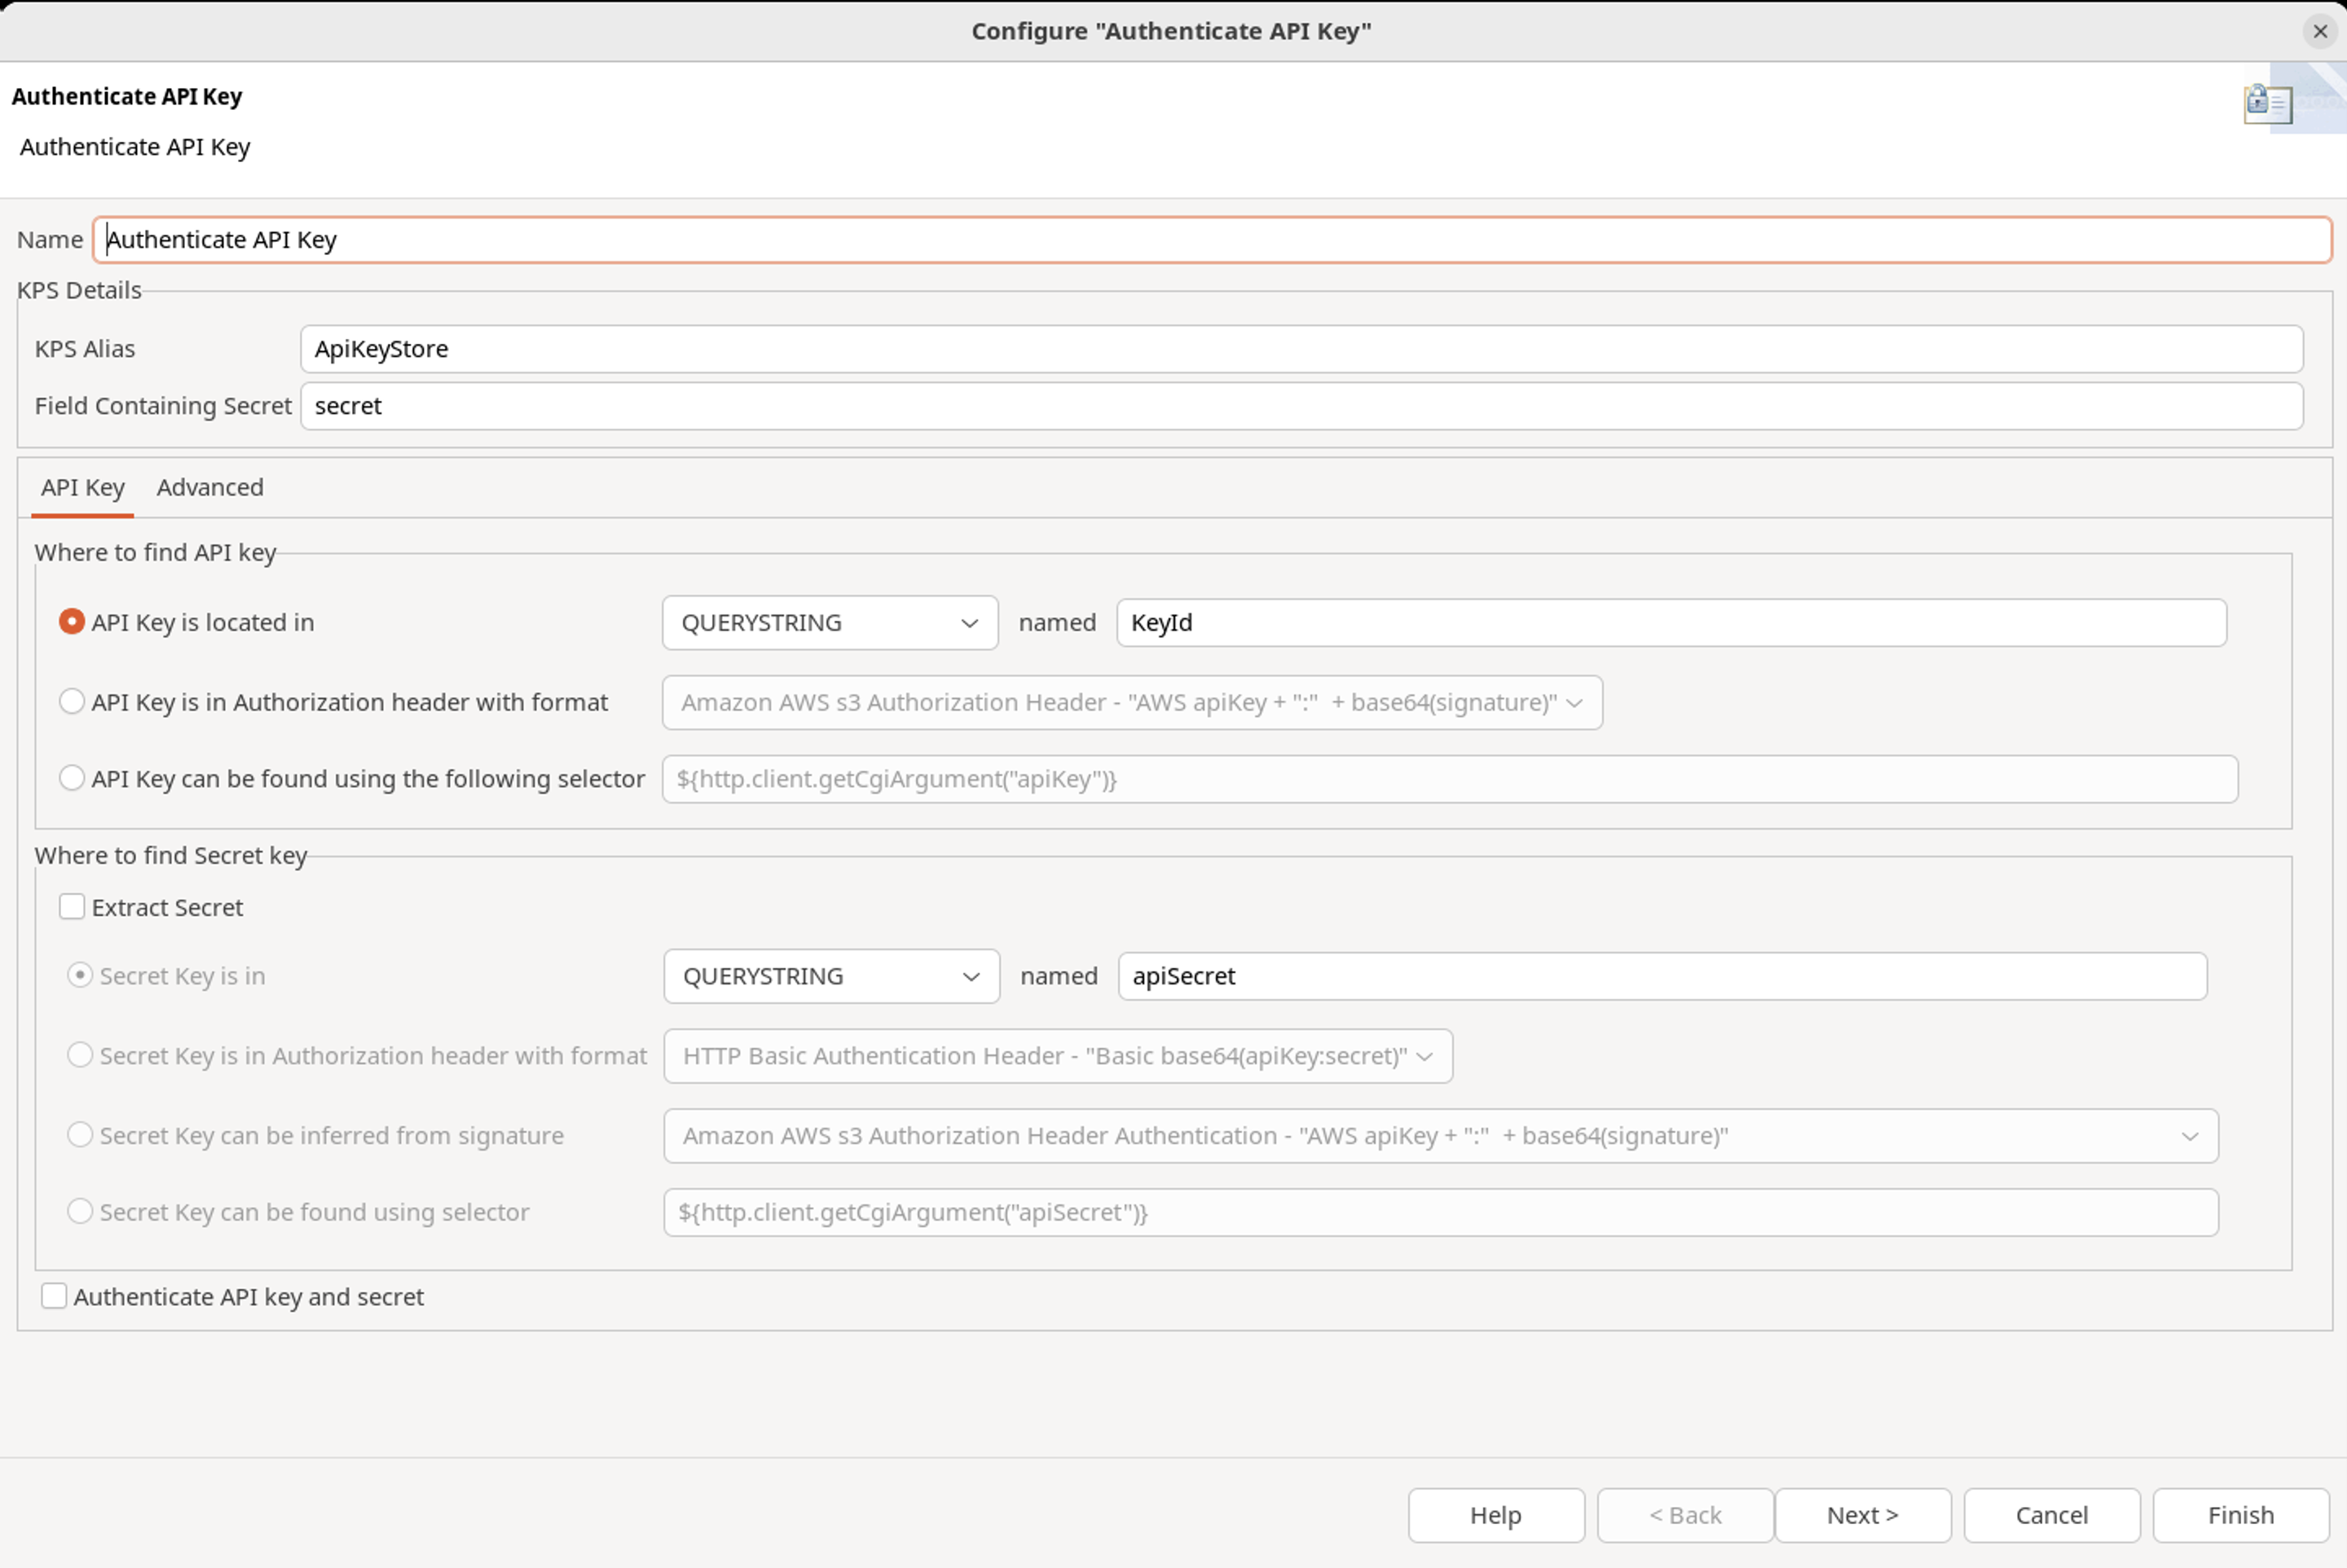 Configure "Authenticate API Key"
Authenticate API Key
Authenticate API Key
Name Authenticate API Key
KPS Details
KPS Alias ApiKeyStore
Field Containing Secret secret
API Key Advanced
Where to find API key
API Key is located in QUERYSTRING named KeyId
API Key is in Authorization header with format Amazon AWS s3 Authorization Header - "AWS apiKey + ":"  + base64(signature)"
API Key can be found using the following selector ${http.client.getCgiArgument("apiKey")}
Where to find Secret key
Extract Secret
Secret Key is in QUERYSTRING named apiSecret
Secret Key is in Authorization header with format HTTP Basic Authentication Header - "Basic base64(apiKey:secret)"
Secret Key can be inferred from signature Amazon AWS s3 Authorization Header Authentication - "AWS apiKey + ":"  + base64(signature)"
Secret Key can be found using selector ${http.client.getCgiArgument("apiSecret")}
Authenticate API key and secret
Help < Back Next > Cancel Finish